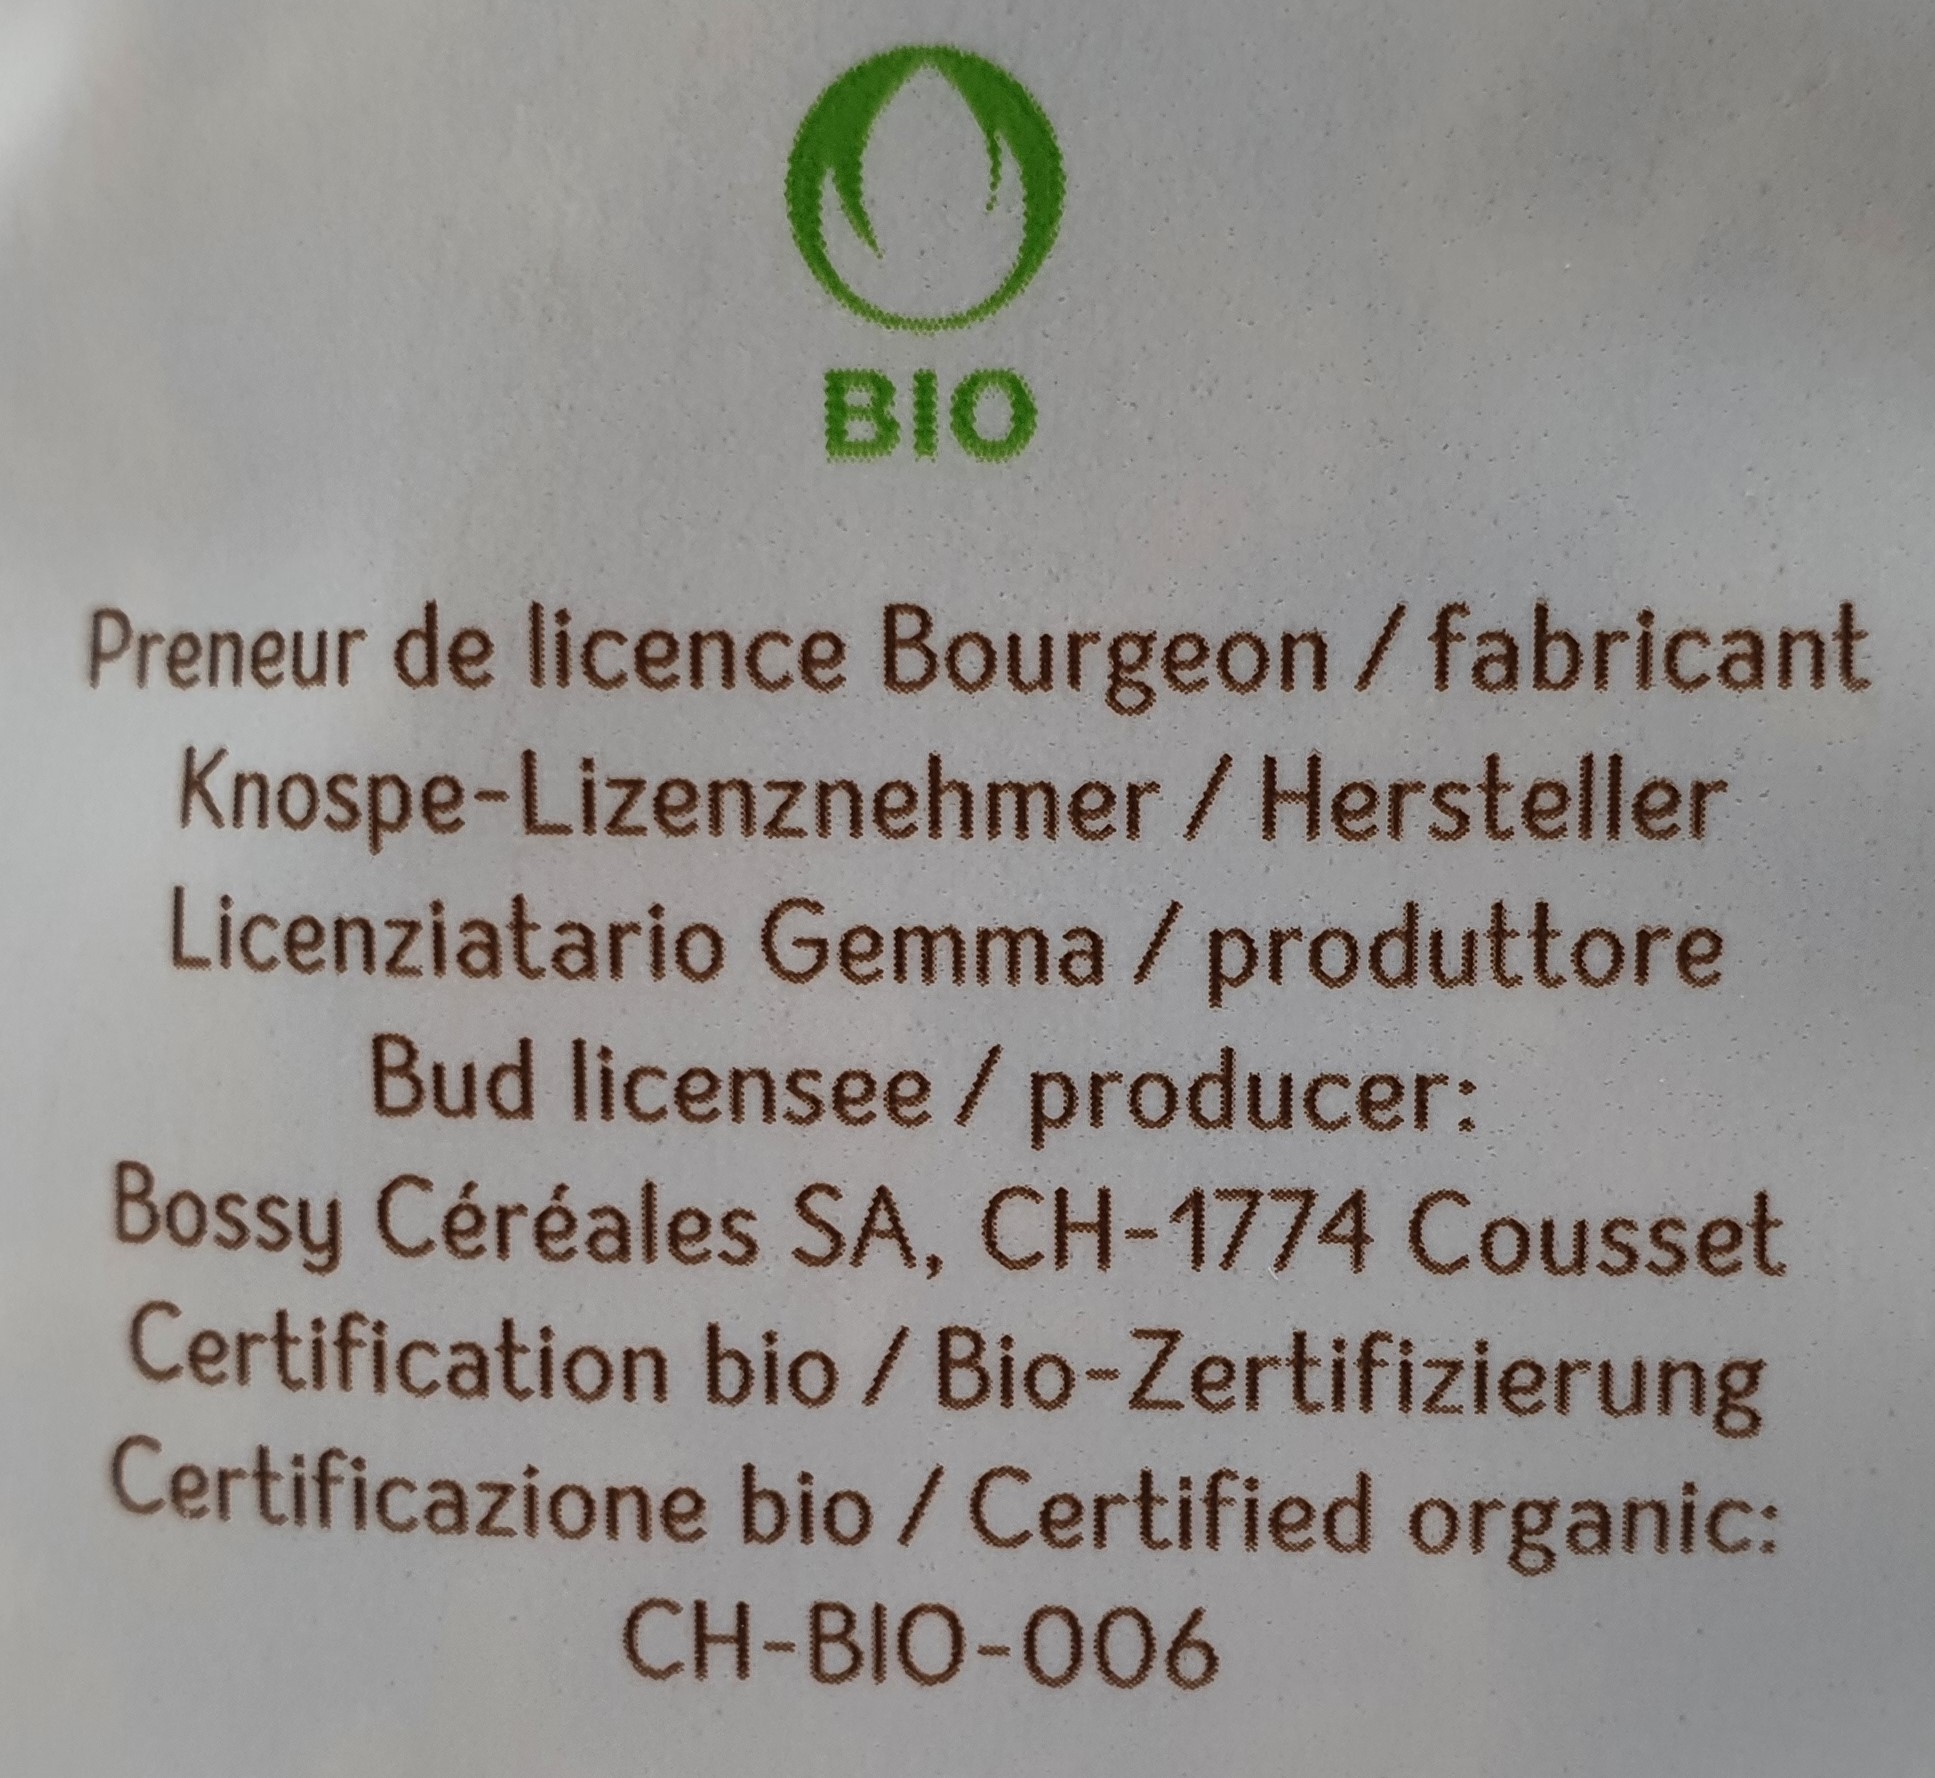 BIO
Preneur de licence Bourgeon / fabricant
Knospe-Lizenznehmer / Hersteller
Licenziatario Gemma / produttore
Bud licensee / producer:
Bossy Céréales SA, CH-1774 Cousset
Certification bio / Bio-Zertifizierung
Certificazione bio / Certified organic:
CH-BIO-006